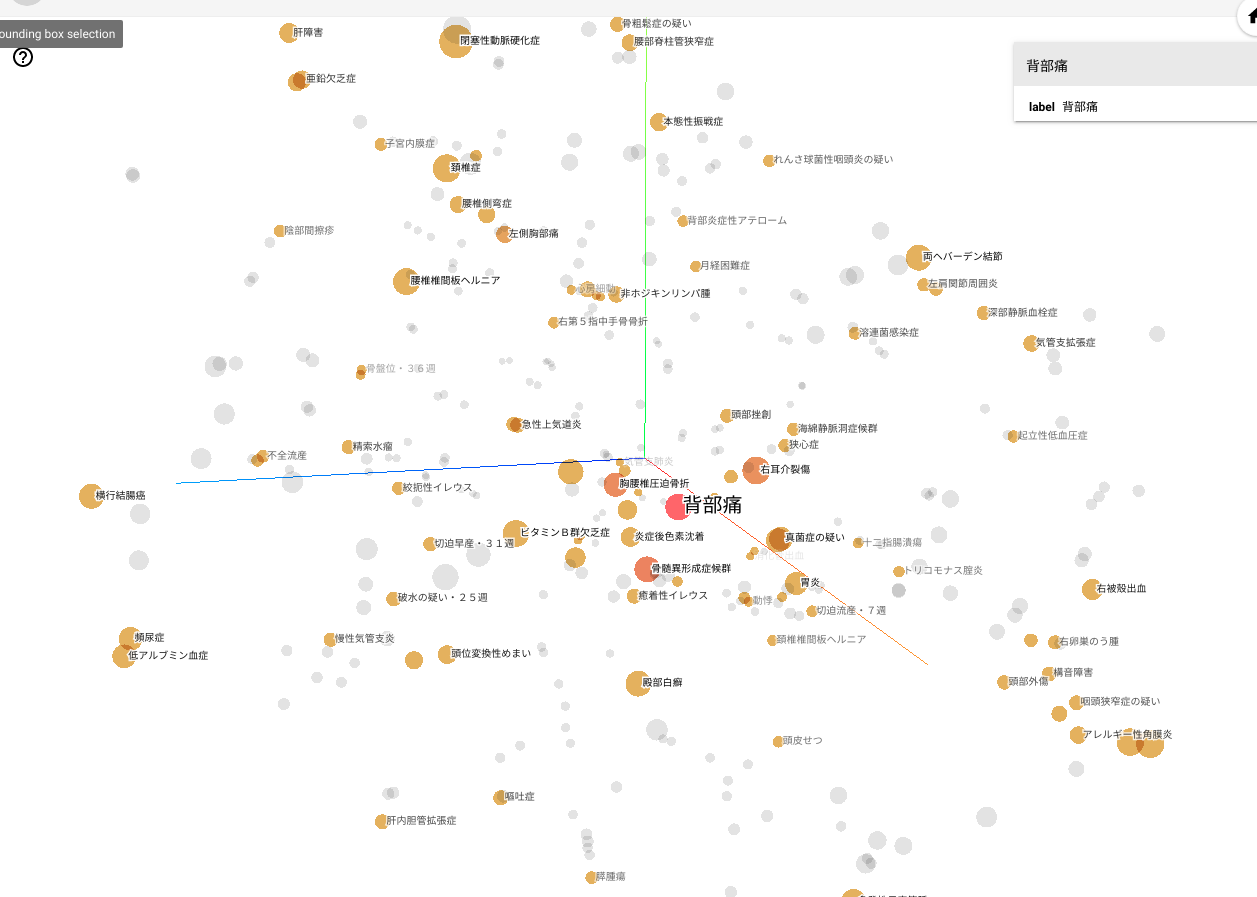 ounding box selection
背部痛
label 背部痛
骨粗鬆症の疑い
肝障害
閉塞性動脈硬化症
腰部脊柱管狭窄症
亜鉛欠乏症
本態性振戦症
子宮内膜症
れんさ球菌性咽頭炎の疑い
頚椎症
腰椎側弯症
背部炎症性アテローム
陰部間擦疹
左側胸部痛
両ヘバーデン結節
月経困難症
腰椎椎間板ヘルニア
左肩関節周囲炎
心房細動
非ホジキンリンパ腫
深部静脈血栓症
右第５指中手骨骨折
溶連菌感染症
気管支拡張症
骨盤位・３６週
頭部挫創
急性上気道炎
海綿静脈洞症候群
起立性低血圧症
狭心症
精索水瘤
不全流産
気管支肺炎
右耳介裂傷
胸腰椎圧迫骨折
絞扼性イレウス
横行結腸癌
背部痛
ビタミンＢ群欠乏症
炎症後色素沈着
真菌症の疑い
切迫早産・３１週
十二指腸潰瘍
骨髄異形成症候群
トリコモナス腟炎
胃炎
右被殻出血
破水の疑い・２５週
癒着性イレウス
動悸
切迫流産・７週
頻尿症
慢性気管支炎
頚椎椎間板ヘルニア
右卵巣のう腫
低アルブミン血症
頭位変換性めまい
構音障害
殿部白癬
頭部外傷
咽頭狭窄症の疑い
アレルギー性角膜炎
頭皮せつ
嘔吐症
肝内胆管拡張症
膵腫瘍